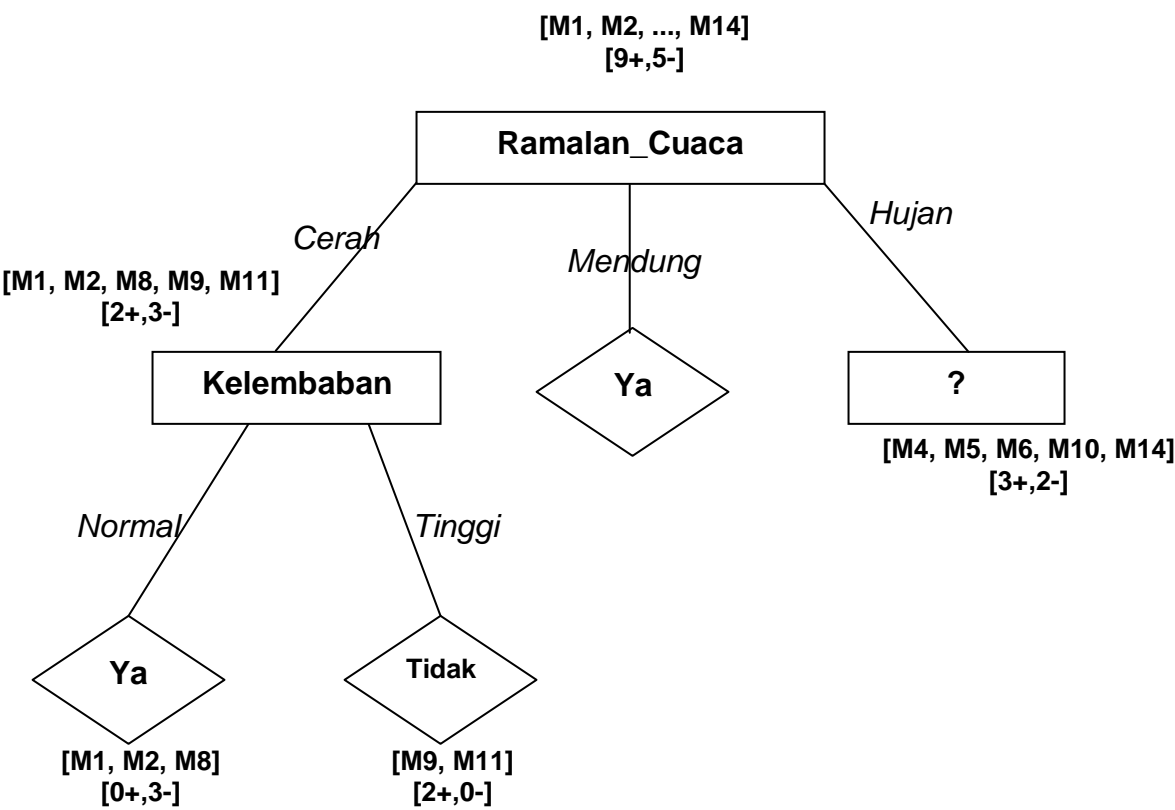 [M1, M2, ..., M14]
[9+,5-]
Ramalan_Cuaca
Cerah
Mendung
Hujan
[M1, M2, M8, M9, M11]
[2+,3-]
Kelembaban
Ya
?
[M4, M5, M6, M10, M14]
[3+,2-]
Normal
Tinggi
Ya
Tidak
[M1, M2, M8]
[0+,3-]
[M9, M11]
[2+,0-]